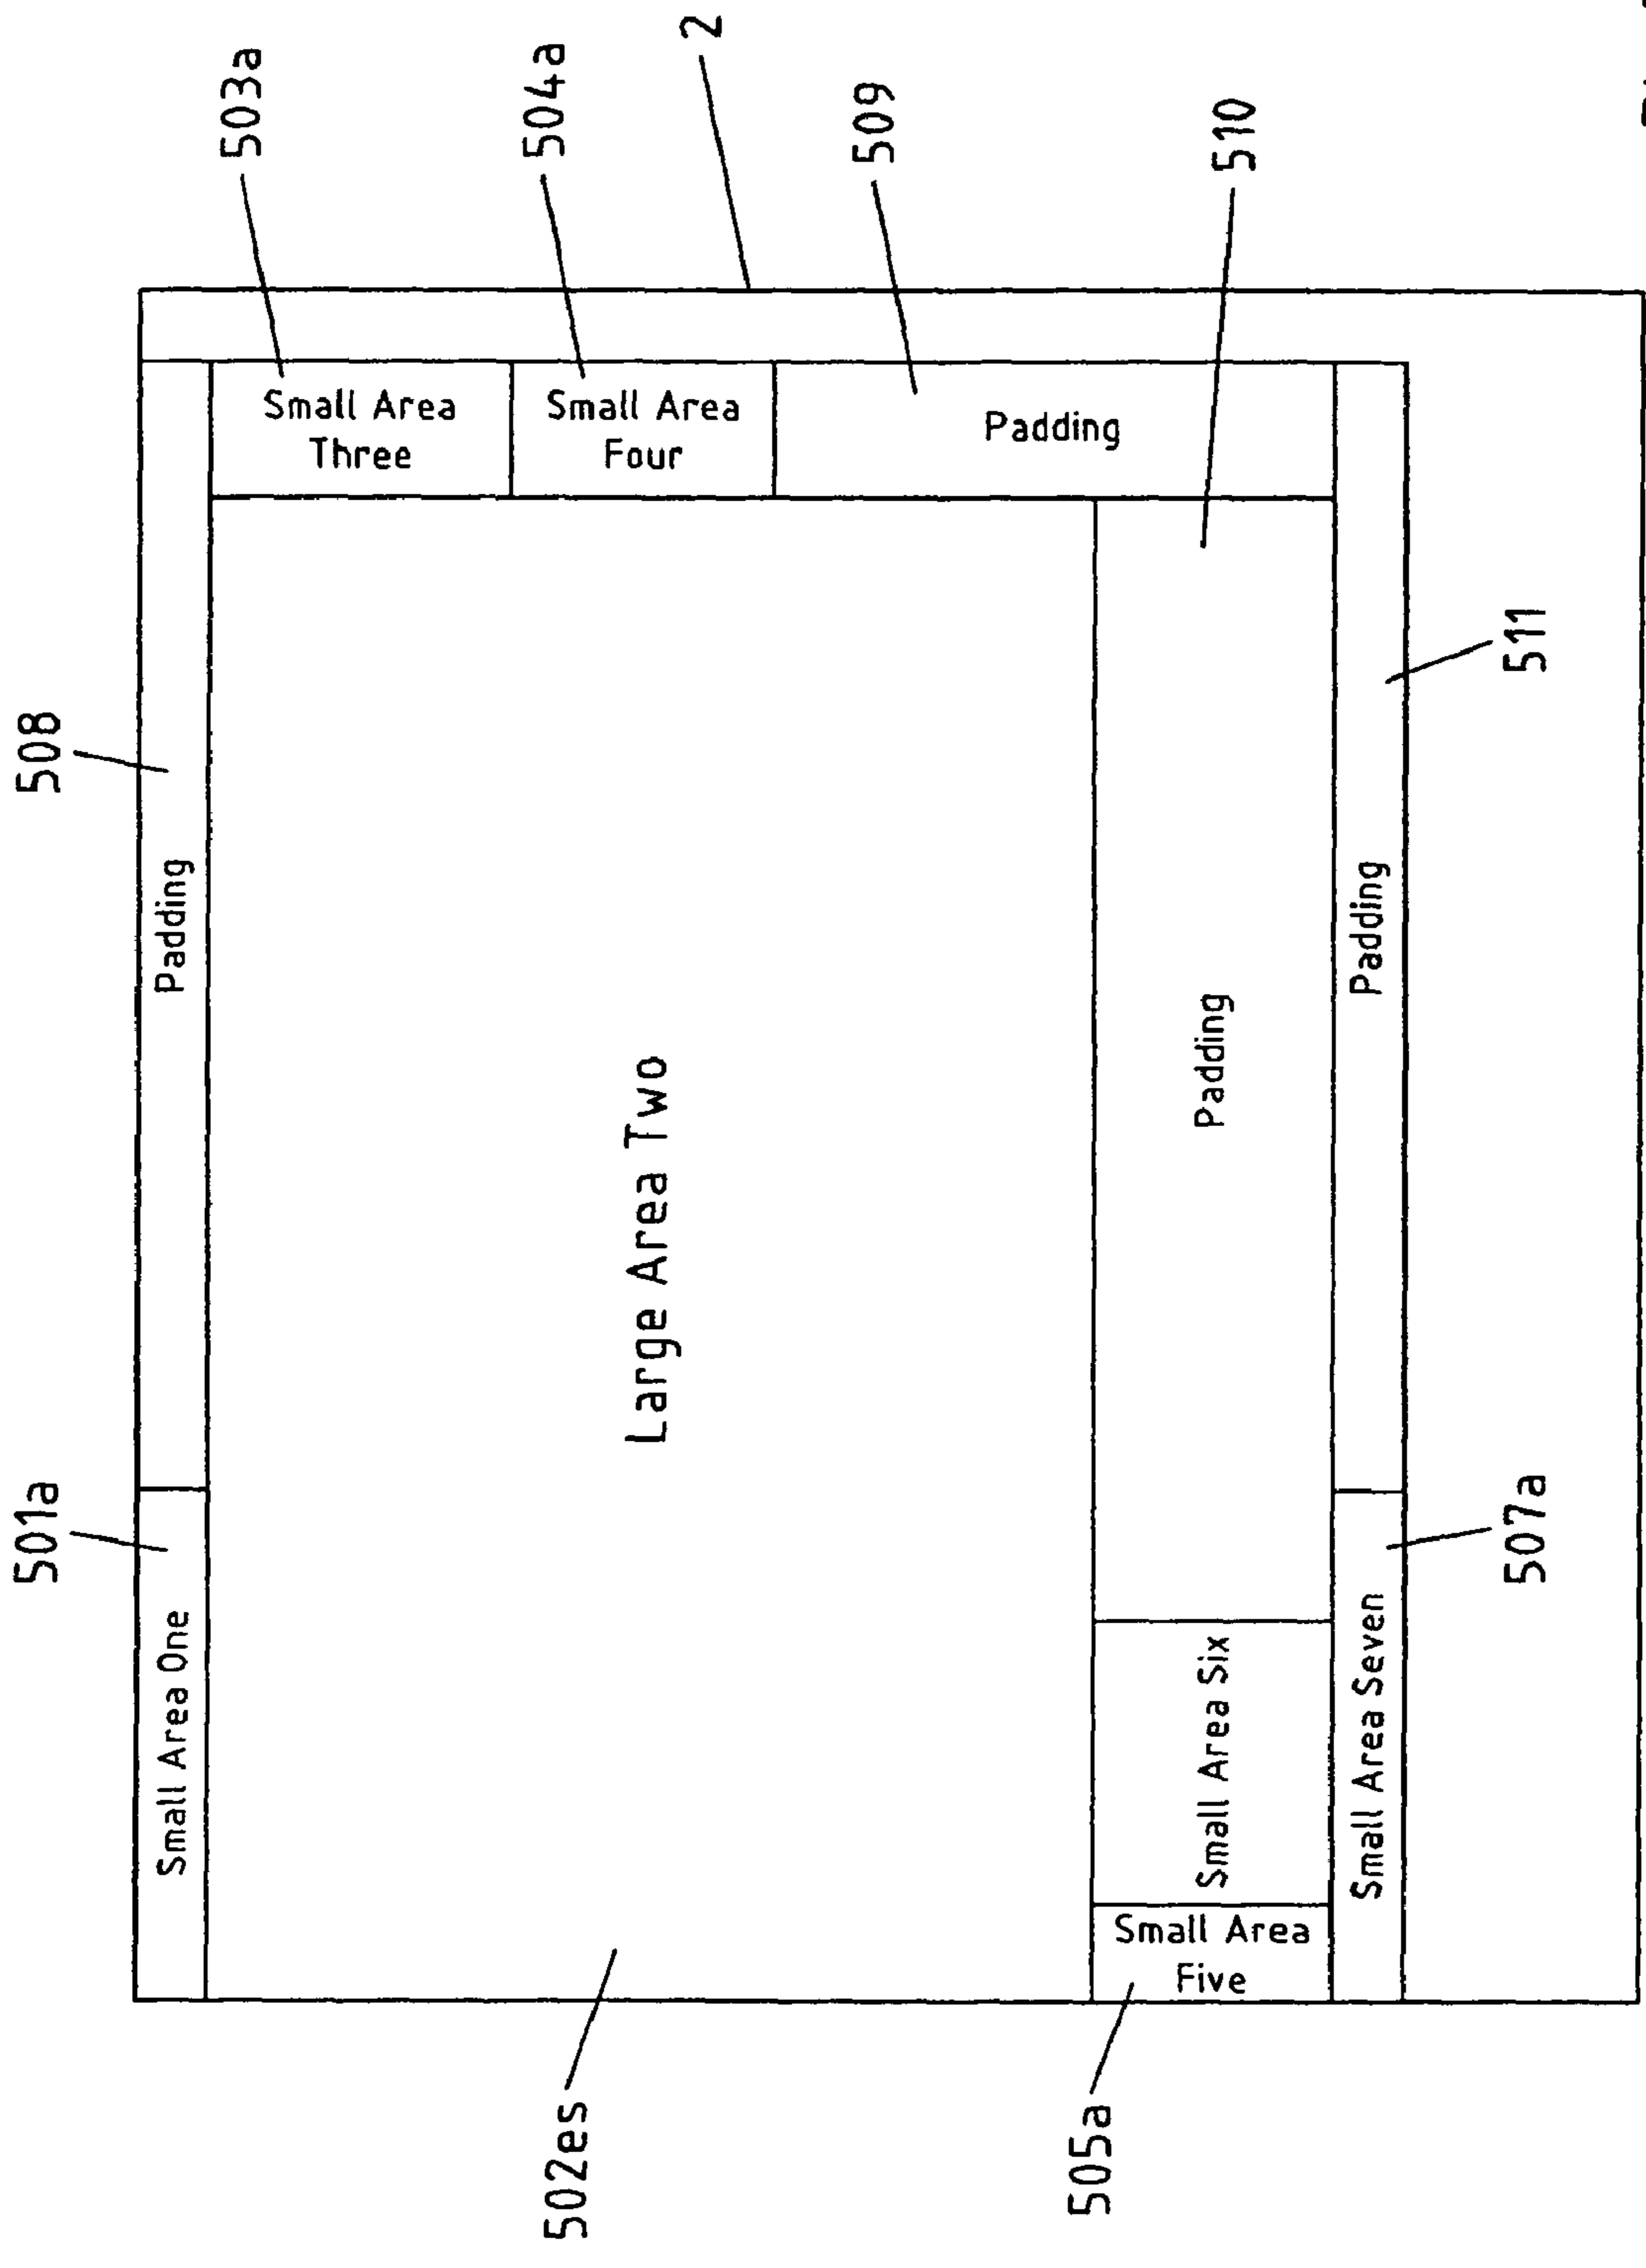 501a
508
Small Area One
Padding
503a
Small Area
Three
504a
Small Area
Four
2
509
Padding
Large Area Two
502es
510
Padding
Small Area Six
Small Area
Five
505a
Padding
Small Area Seven
511
507a